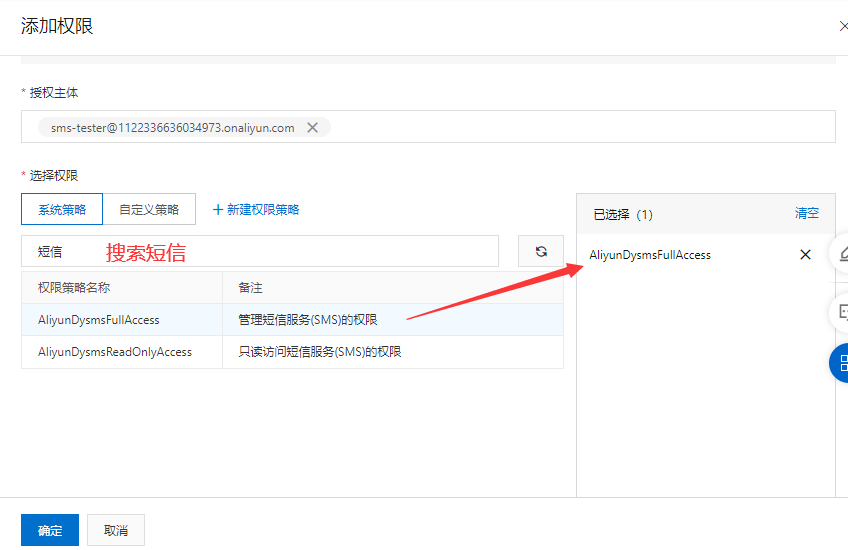 添加权限
* 授权主体
sms-tester@1122336636034973.onaliyun.com
* 选择权限
系统策略 自定义策略 + 新建权限策略
短信 搜索短信
权限策略名称 备注
AliyunDysmsFullAccess 管理短信服务(SMS)的权限
AliyunDysmsReadOnlyAccess 只读访问短信服务(SMS)的权限
已选择 (1) 清空
AliyunDysmsFullAccess
确定 取消